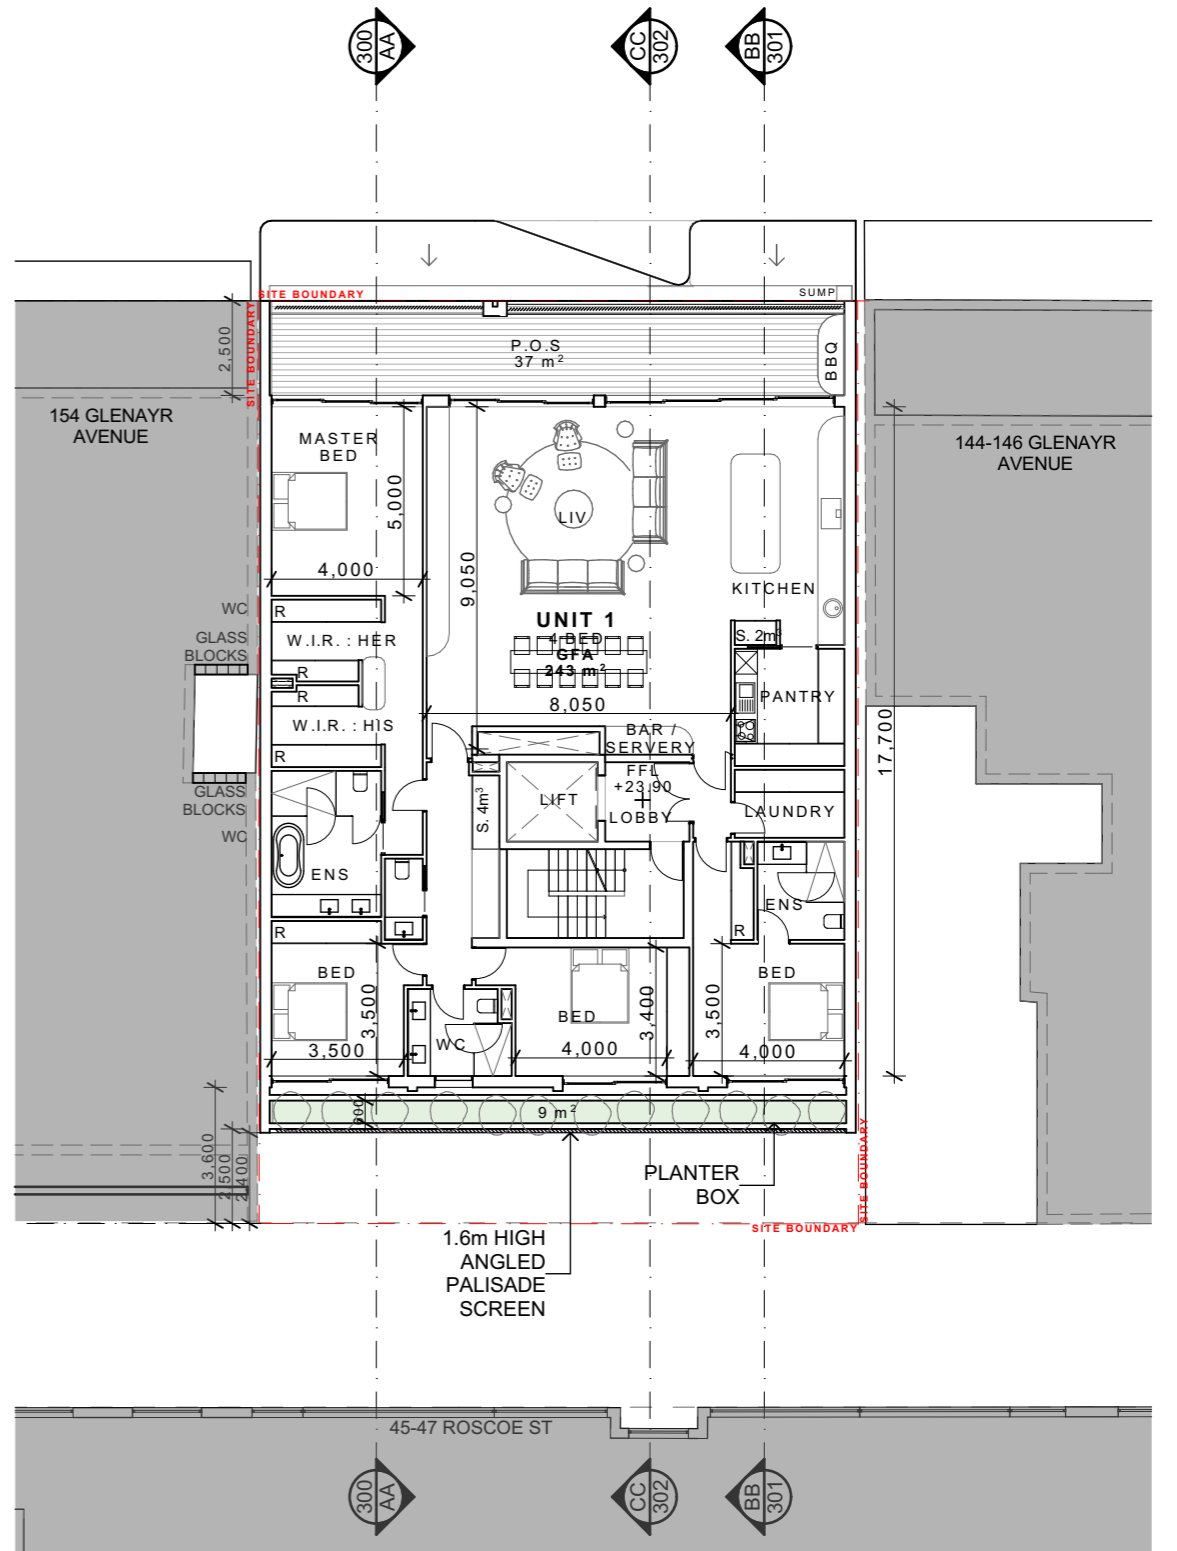 300
AA
CC
302
BB
301
SITE BOUNDARY
SUMP
SITE BOUNDARY
2,500
P.O.S
37 m²
BBQ
154 GLENAYR
AVENUE
144-146 GLENAYR
AVENUE
MASTER
BED
5,000
4,000
LIV
9,050
KITCHEN
UNIT 1
4 BED
GFA
243 m²
8,050
S. 2m³
PANTRY
17,700
WC
GLASS
BLOCKS
R
W.I.R. : HER
R
R
W.I.R. : HIS
R
GLASS
BLOCKS
WC
BAR /
SERVERY
FFL
+23.90
LOBBY
LIFT
S. 4m³
LAUNDRY
ENS
ENS
R
R
BED
3,500
3,500
WC
BED
4,000
3,400
BED
3,500
4,000
600
9 m²
3,600
2,500
2,400
PLANTER
BOX
SITE BOUNDARY
SITE BOUNDARY
1.6m HIGH
ANGLED
PALISADE
SCREEN
45-47 ROSCOE ST
300
AA
CC
302
BB
301